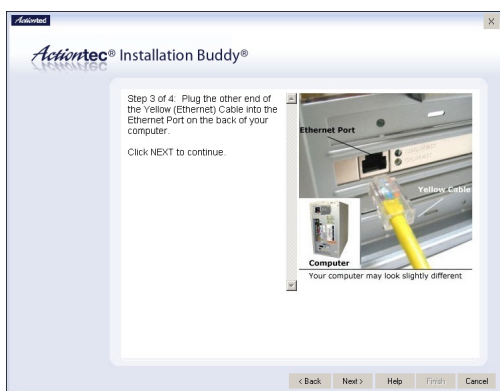 Actiontec
X
Actiontec® Installation Buddy®
Step 3 of 4: Plug the other end of
the Yellow (Ethernet) Cable into the
Ethernet Port on the back of your
computer.
Click NEXT to continue.
Ethernet Port
Yellow Cable
Computer
Your computer may look slightly different
< Back
Next >
Help
Finish
Cancel